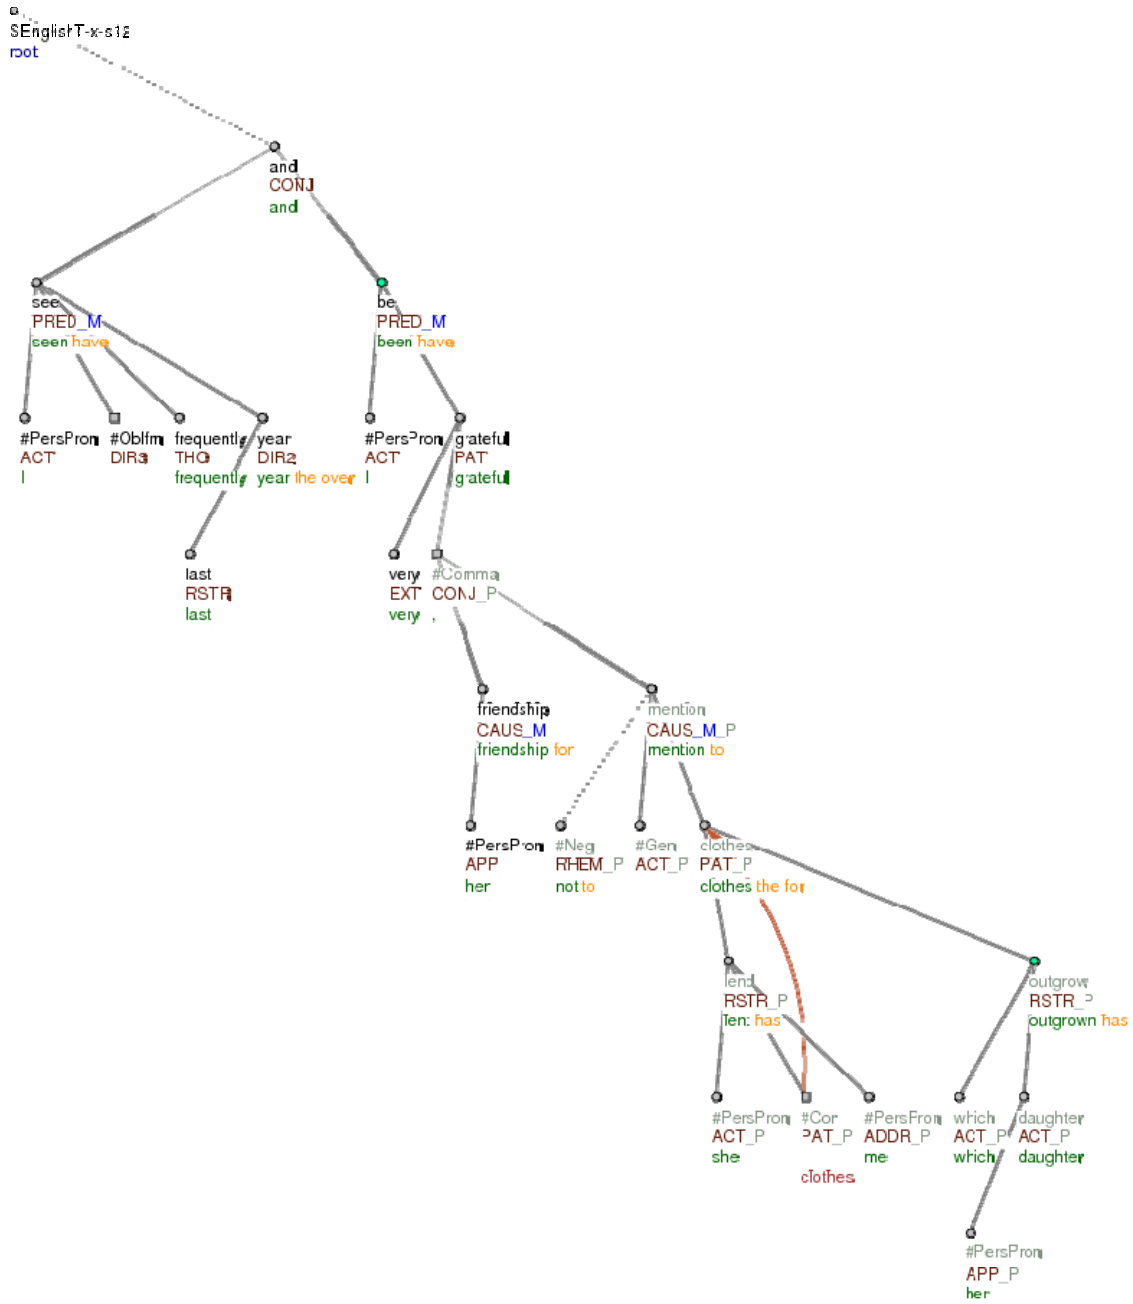 SEnglishT-x-s12
root
and
CONJ
and
see
PRED_M
seen have
be
PRED_M
been have
#PersPron
ACT
I
#Oblfm
DIR3
frequently
THO
frequently
year
DIR2
year the over
#PersPron
ACT
I
grateful
PAT
grateful
last
RSTR
last
very
EXT
very
#Comma
CONJ_P
,
friendship
CAUS_M
friendship for
mention
CAUS_M_P
mention to
#PersPron
APP
her
#Neg
RHEM_P
not to
#Gen
ACT_P
clothes
PAT_P
clothes the for
lend
RSTR_P
lent has
outgrow
RSTR_P
outgrown has
#PersPron
ACT_P
she
#Cor
PAT_P
clothes
#PersPron
ADDR_P
me
which
ACT_P
which
daughter
ACT_P
daughter
#PersPron
APP_P
her